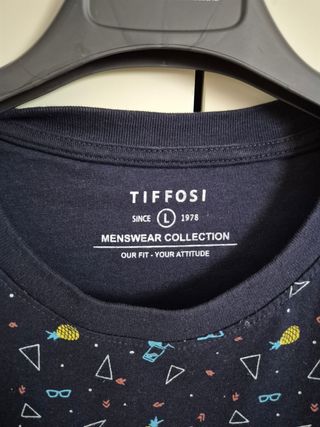 TIFFOSI
SINCE L 1978
MENSWEAR COLLECTION
OUR FIT - YOUR ATTITUDE